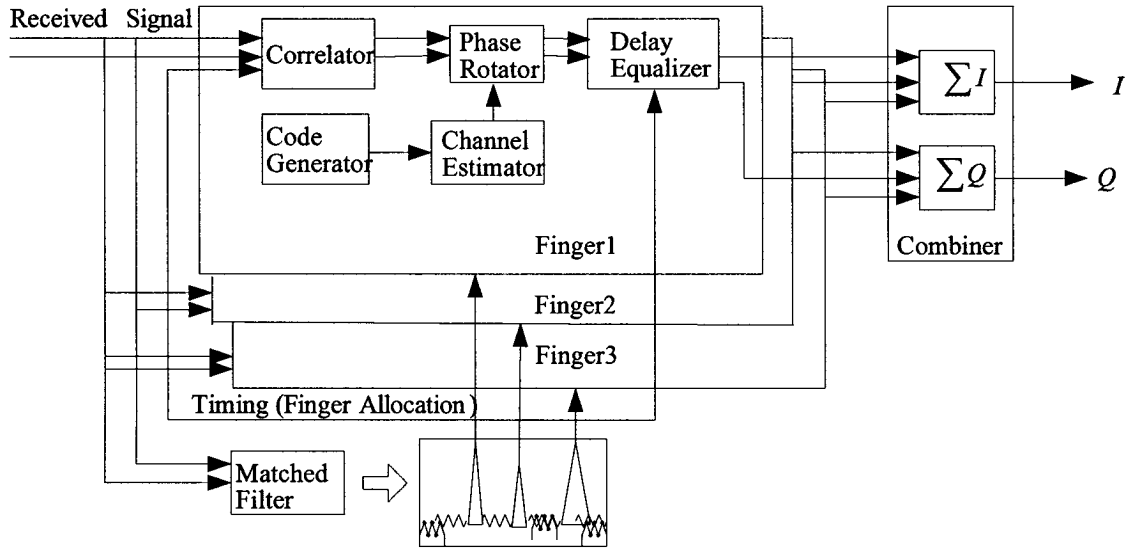 Received Signal
Correlator
Phase
Rotator
Delay
Equalizer
Code
Generator
Channel
Estimator
∑I
I
∑Q
Q
Combiner
Finger1
Finger2
Finger3
Timing (Finger Allocation )
Matched
Filter